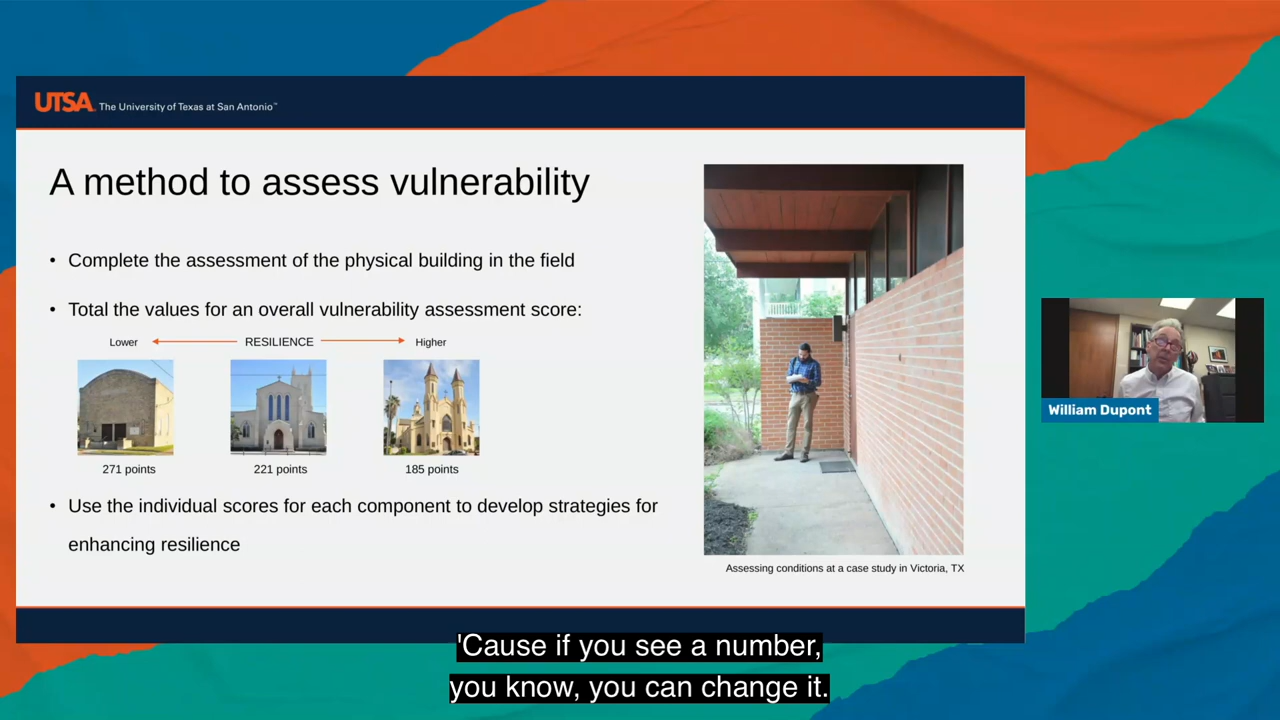 UTSA The University of Texas at San Antonio™
A method to assess vulnerability
• Complete the assessment of the physical building in the field
• Total the values for an overall vulnerability assessment score:
Lower RESILIENCE Higher
271 points 221 points 185 points
• Use the individual scores for each component to develop strategies for
enhancing resilience
Assessing conditions at a case study in Victoria, TX
William Dupont
'Cause if you see a number,
you know, you can change it.